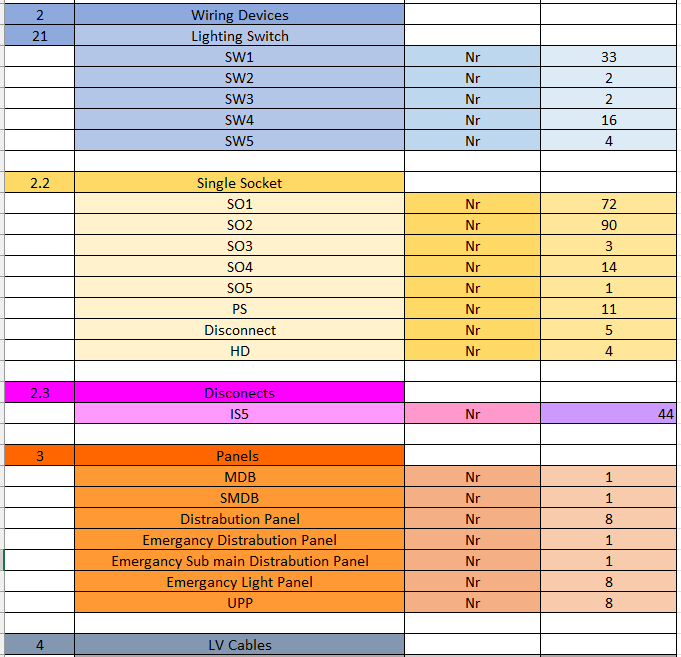 2 Wiring Devices
21 Lighting Switch
SW1 Nr 33
SW2 Nr 2
SW3 Nr 2
SW4 Nr 16
SW5 Nr 4
2.2 Single Socket
SO1 Nr 72
SO2 Nr 90
SO3 Nr 3
SO4 Nr 14
SO5 Nr 1
PS Nr 11
Disconnect Nr 5
HD Nr 4
2.3 Disconects
IS5 Nr 44
3 Panels
MDB Nr 1
SMDB Nr 1
Distrabution Panel Nr 8
Emergancy Distrabution Panel Nr 1
Emergancy Sub main Distrabution Panel Nr 1
Emergancy Light Panel Nr 8
UPP Nr 8
4 LV Cables